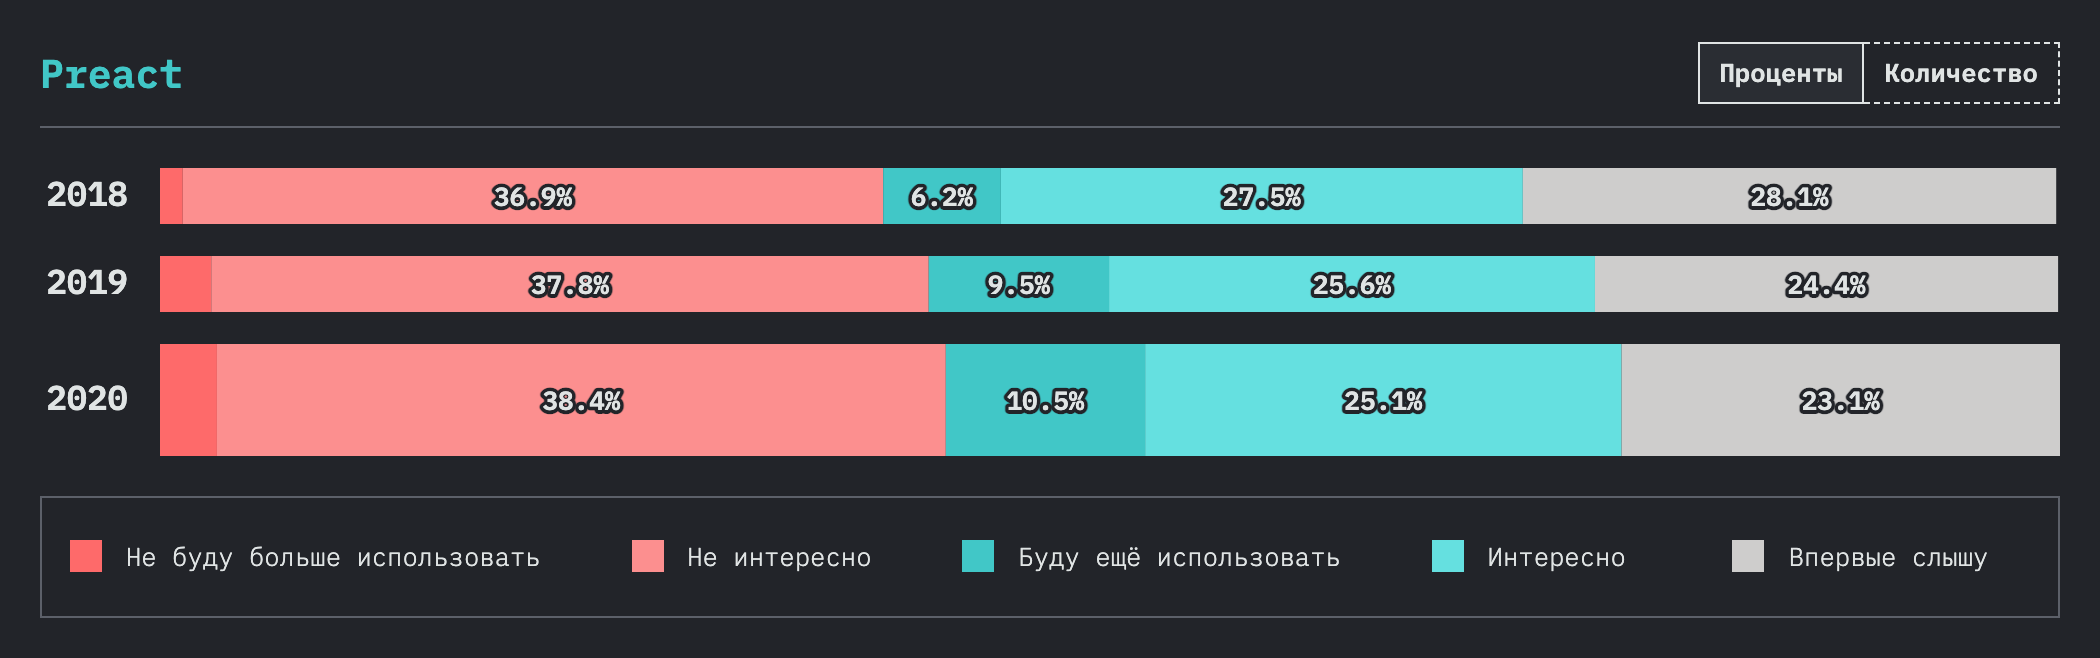 Preact
Проценты Количество
2018 36.9% 6.2% 27.5% 28.1%
2019 37.8% 9.5% 25.6% 24.4%
2020 38.4% 10.5% 25.1% 23.1%
Не буду больше использовать Не интересно Буду ещё использовать Интересно Впервые слышу